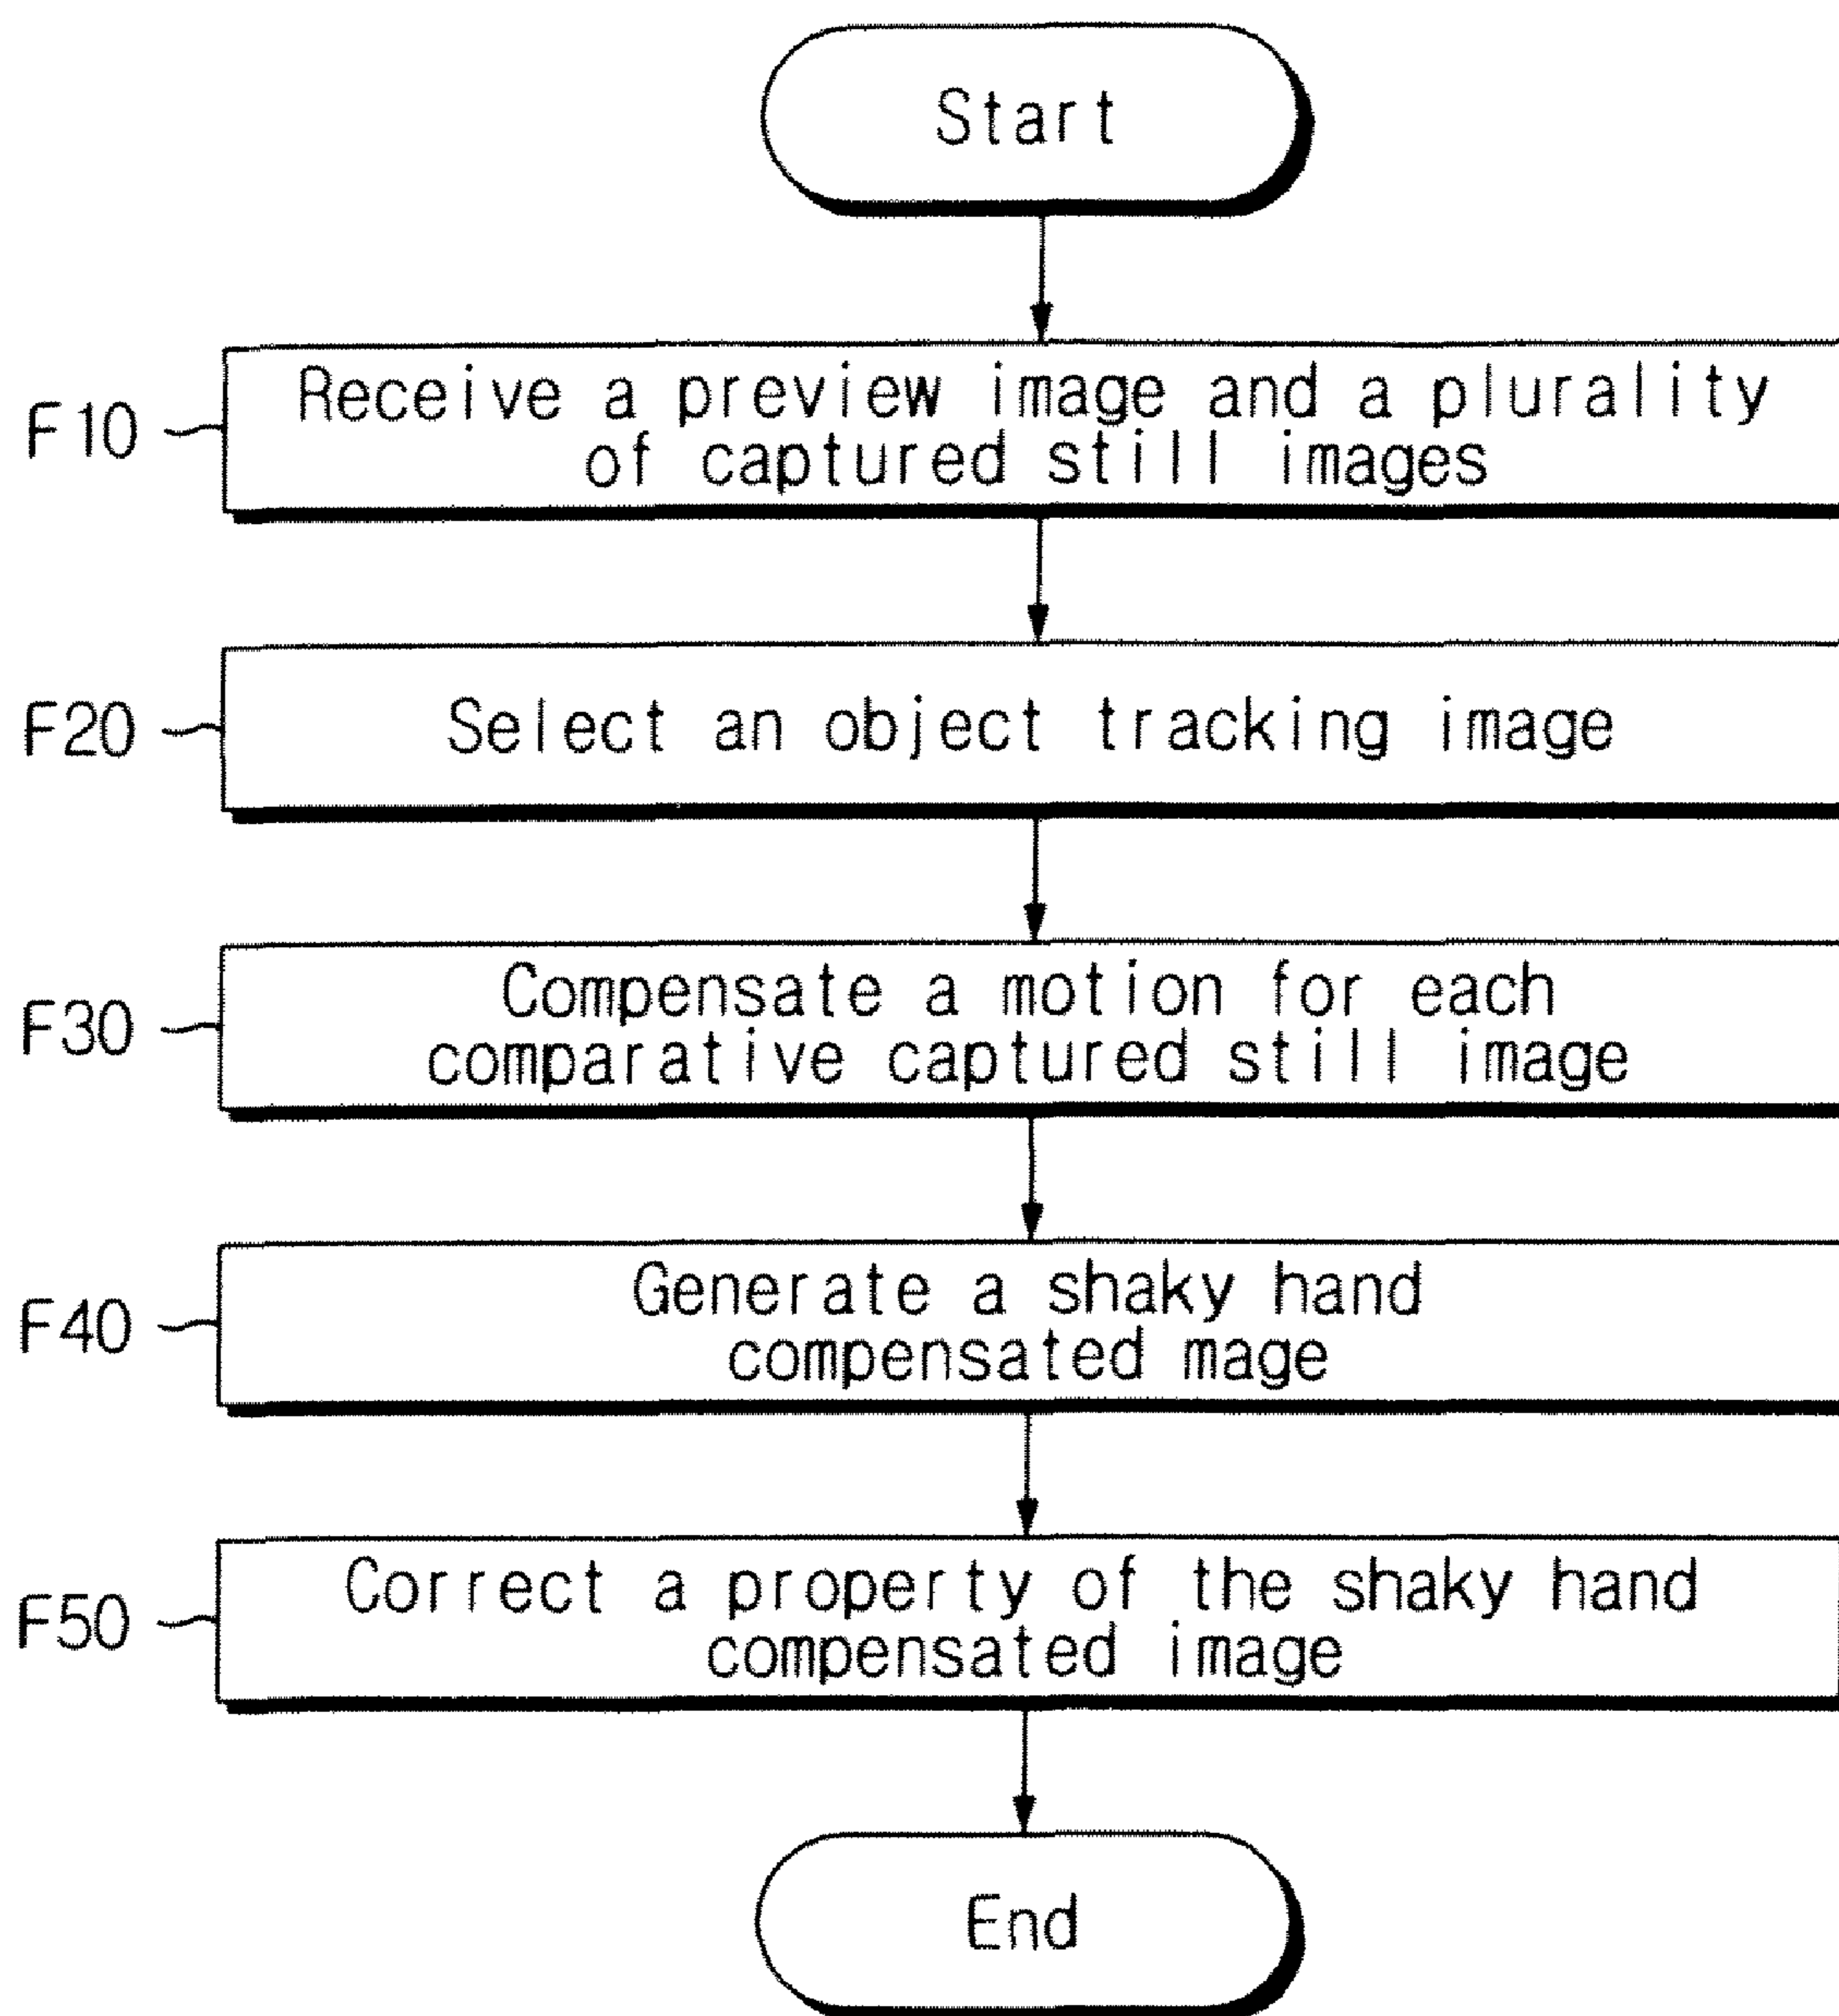 Start
F10
Receive a preview image and a plurality
of captured still images
F20
Select an object tracking image
F30
Compensate a motion for each
comparative captured still image
F40
Generate a shaky hand
compensated mage
F50
Correct a property of the shaky hand
compensated image
End